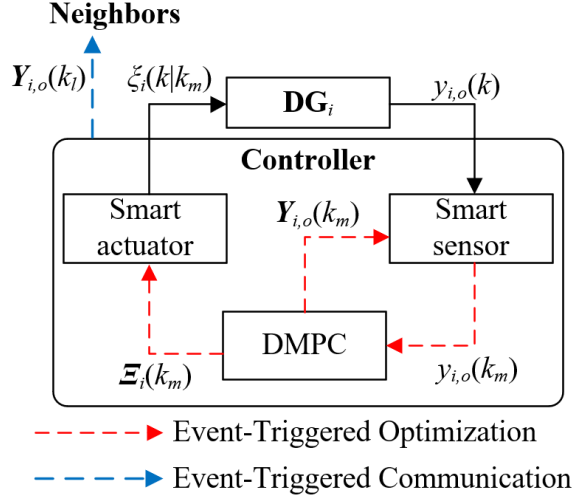 Neighbors
Y_{i,o}(k_l)
ξ_i(k|k_m)
DG_i
y_{i,o}(k)
Controller
Smart
actuator
Y_{i,o}(k_m)
Smart
sensor
DMPC
Ξ_i(k_m)
y_{i,o}(k_m)
Event-Triggered Optimization
Event-Triggered Communication